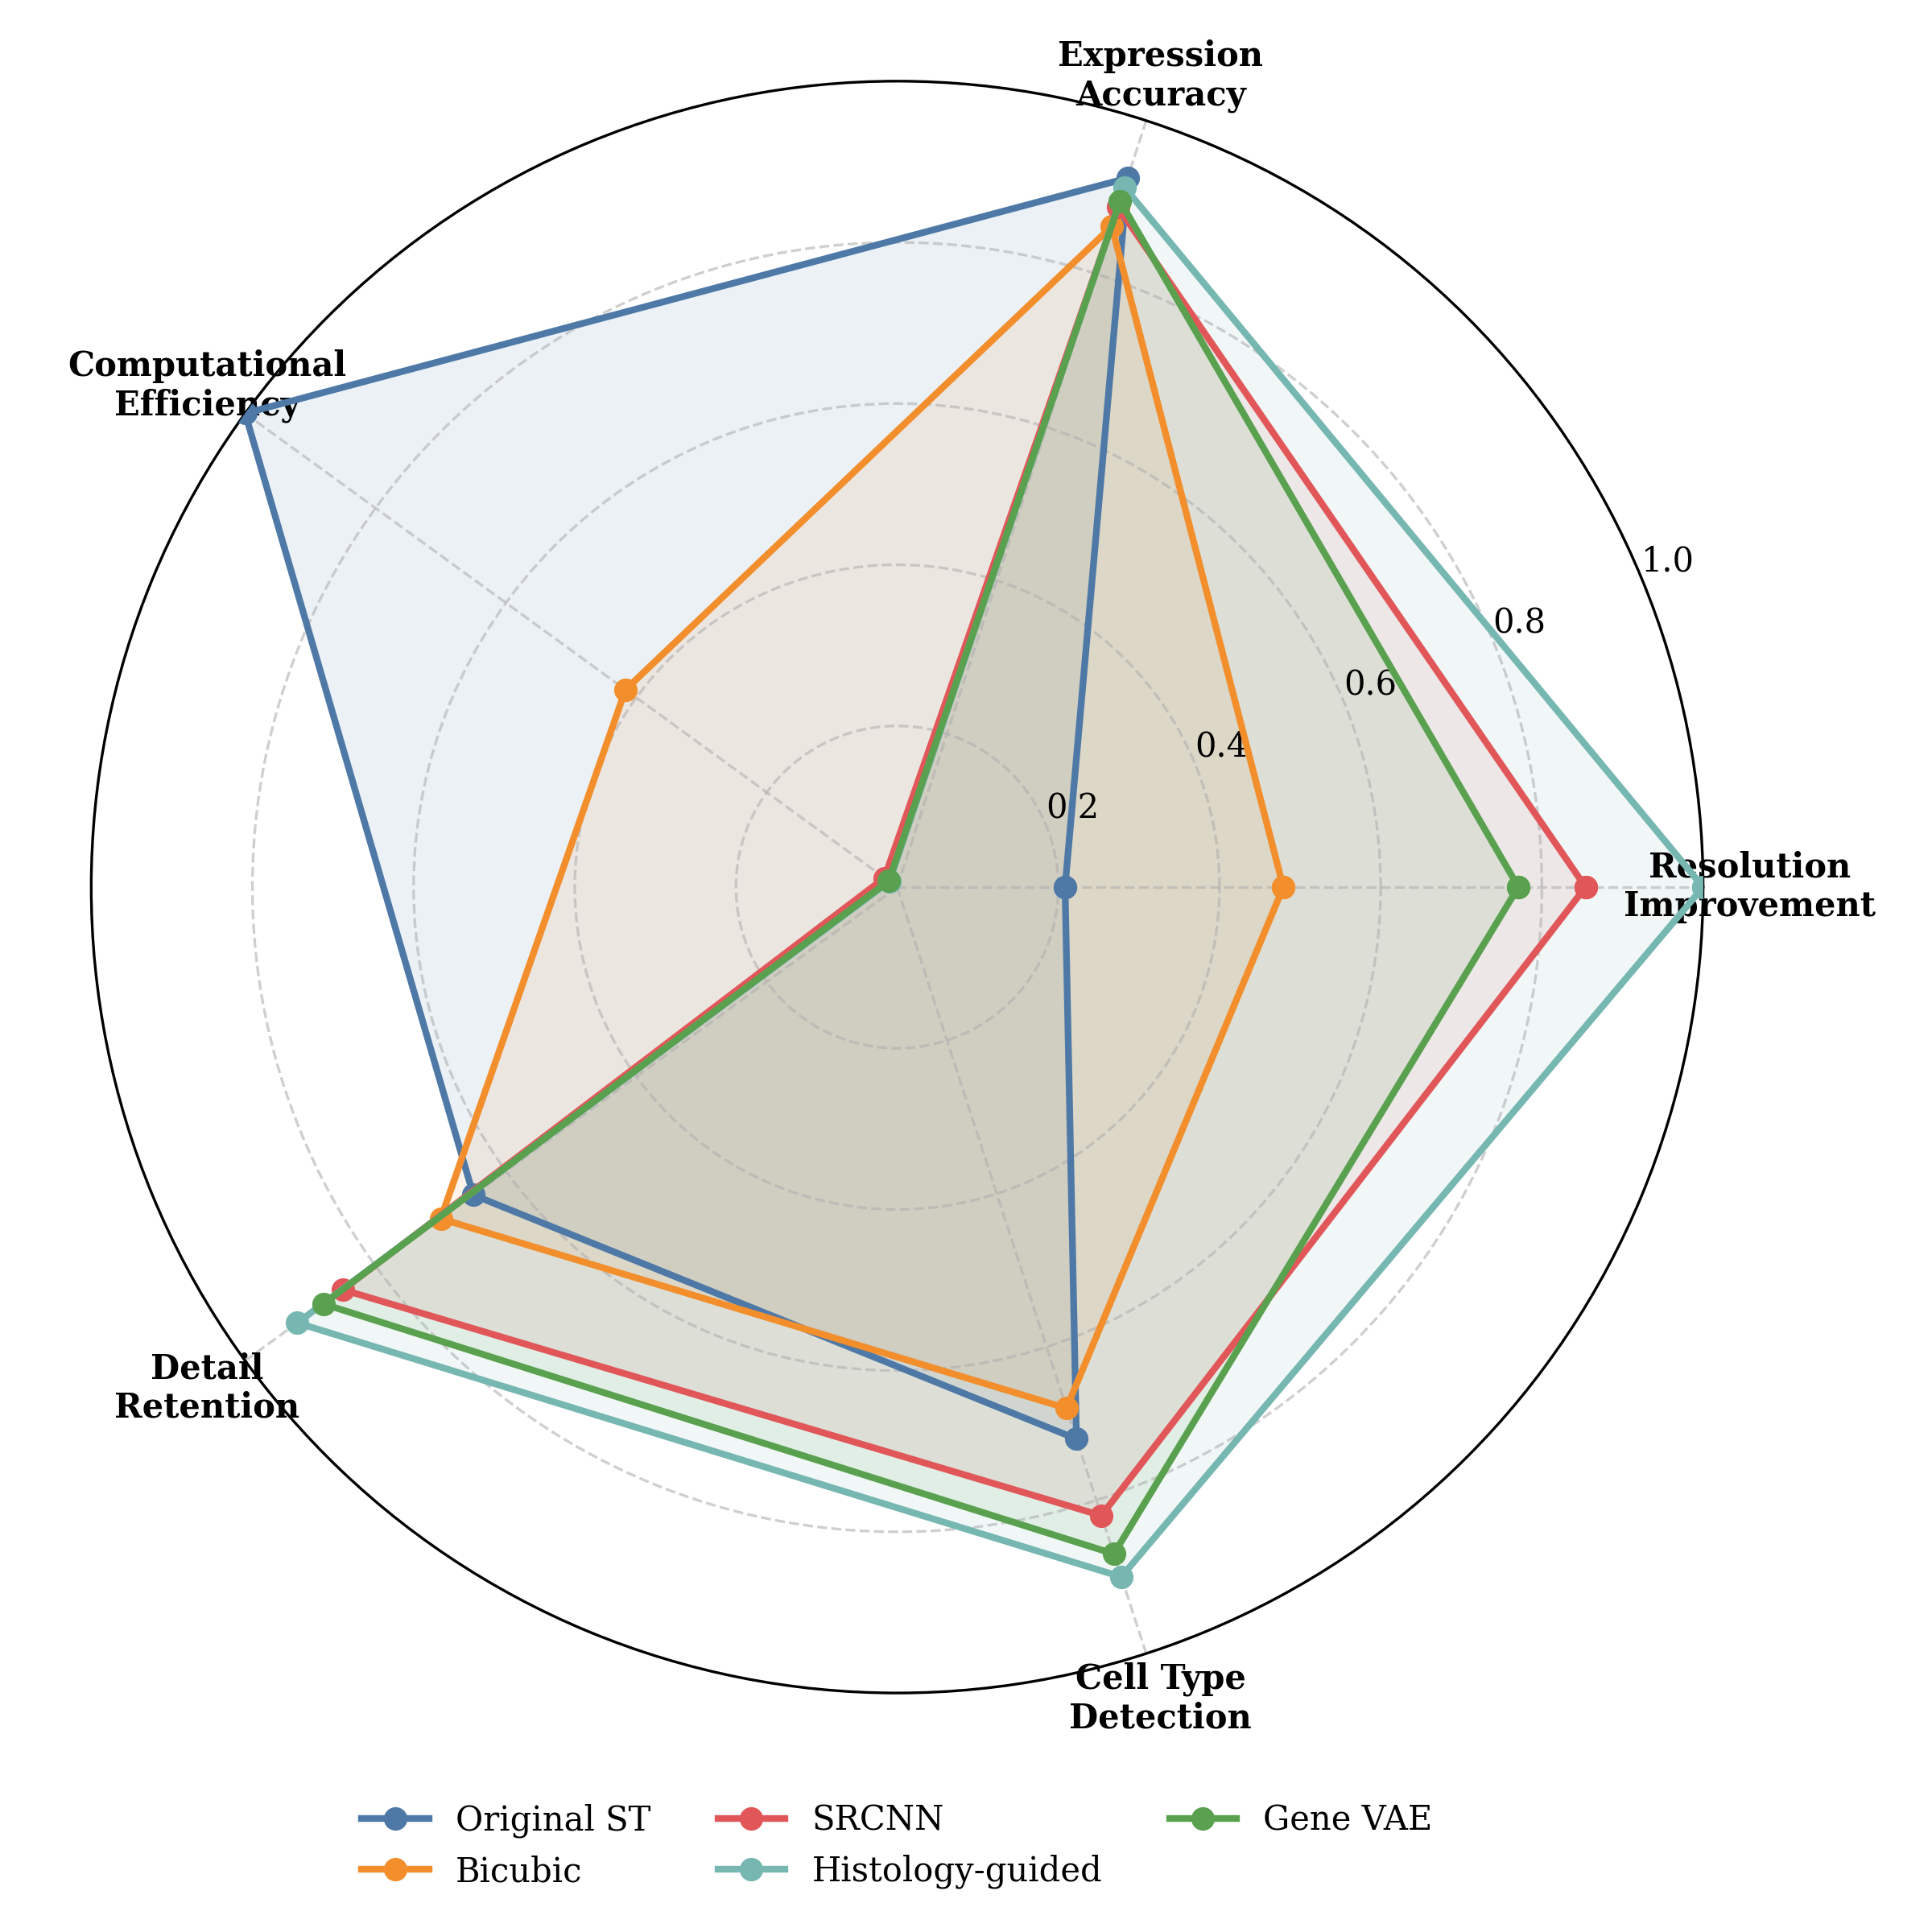 Expression
Accuracy
Computational
Efficiency
1.0
0.8
0.6
0.4
0.2
Resolution
Improvement
Detail
Retention
Cell Type
Detection
Original ST
SRCNN
Gene VAE
Bicubic
Histology-guided